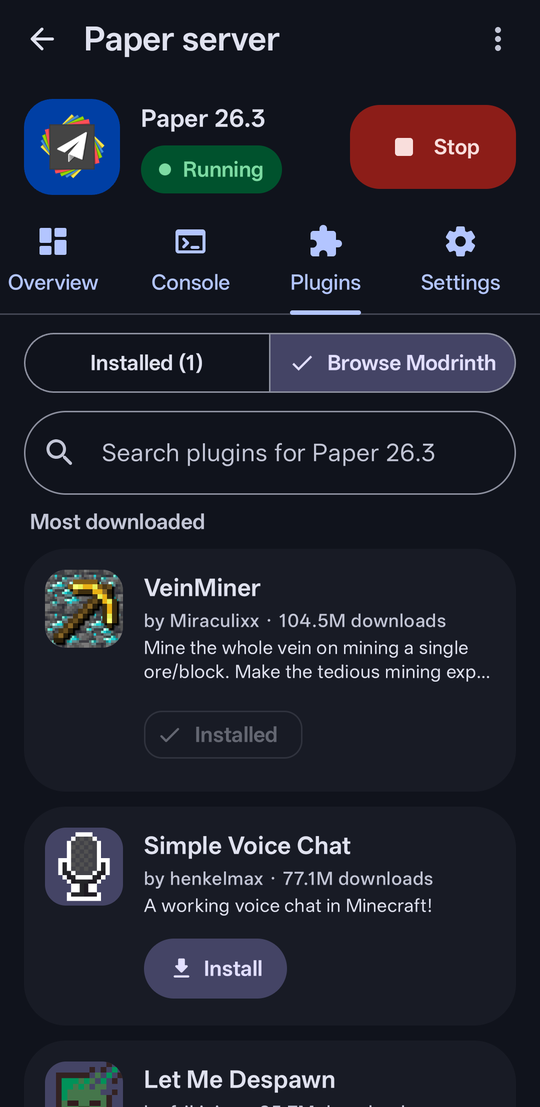 Paper server
Paper 26.3
Running
Stop
Overview
Console
Plugins
Settings
Installed (1)
Browse Modrinth
Search plugins for Paper 26.3
Most downloaded
VeinMiner
by Miraculixx · 104.5M downloads
Mine the whole vein on mining a single
ore/block. Make the tedious mining exp...
Installed
Simple Voice Chat
by henkelmax · 77.1M downloads
A working voice chat in Minecraft!
Install
Let Me Despawn